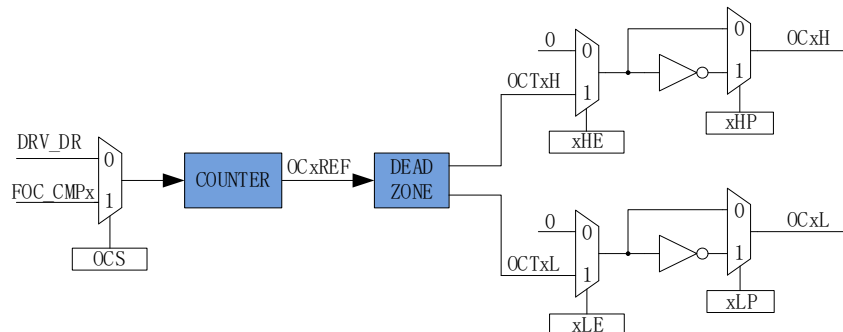 0
0
OCxH
OCTxH
1
1
xHE
xHP
DRV_DR
0
COUNTER
OCxREF
DEAD
ZONE
FOC_CMPx
1
OCS
0
0
0
OCxL
OCTxL
1
1
xLE
xLP